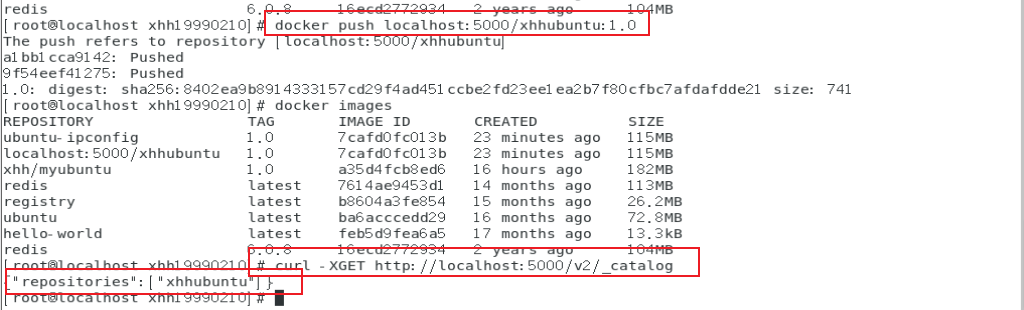 redis 6.0.8 16ecd2772934 2 years ago 104MB
[root@localhost xhh19990210]# docker push localhost:5000/xhhubuntu:1.0
The push refers to repository [localhost:5000/xhhubuntu]
a1bb1cca9142: Pushed
9f54eef41275: Pushed
1.0: digest: sha256:8402ea9b8914333157cd29f4ad451ccbe2fd23ee1ea2b7f80cfbc7afdafdde21 size: 741
[root@localhost xhh19990210]# docker images
REPOSITORY TAG IMAGE ID CREATED SIZE
ubuntu-ipconfig 1.0 7cafd0fc013b 23 minutes ago 115MB
localhost:5000/xhhubuntu 1.0 7cafd0fc013b 23 minutes ago 115MB
xhh/myubuntu 1.0 a35d4fcb8ed6 16 hours ago 182MB
redis latest 7614ae9453d1 14 months ago 113MB
registry latest b8604a3fe854 15 months ago 26.2MB
ubuntu latest ba6acccedd29 16 months ago 72.8MB
hello-world latest feb5d9fea6a5 17 months ago 13.3kB
redis 6.0.8 16ecd2772934 2 years ago 104MB
[root@localhost xhh19990210]# curl -XGET http://localhost:5000/v2/_catalog
{"repositories":["xhhubuntu"]}
[root@localhost xhh19990210]#